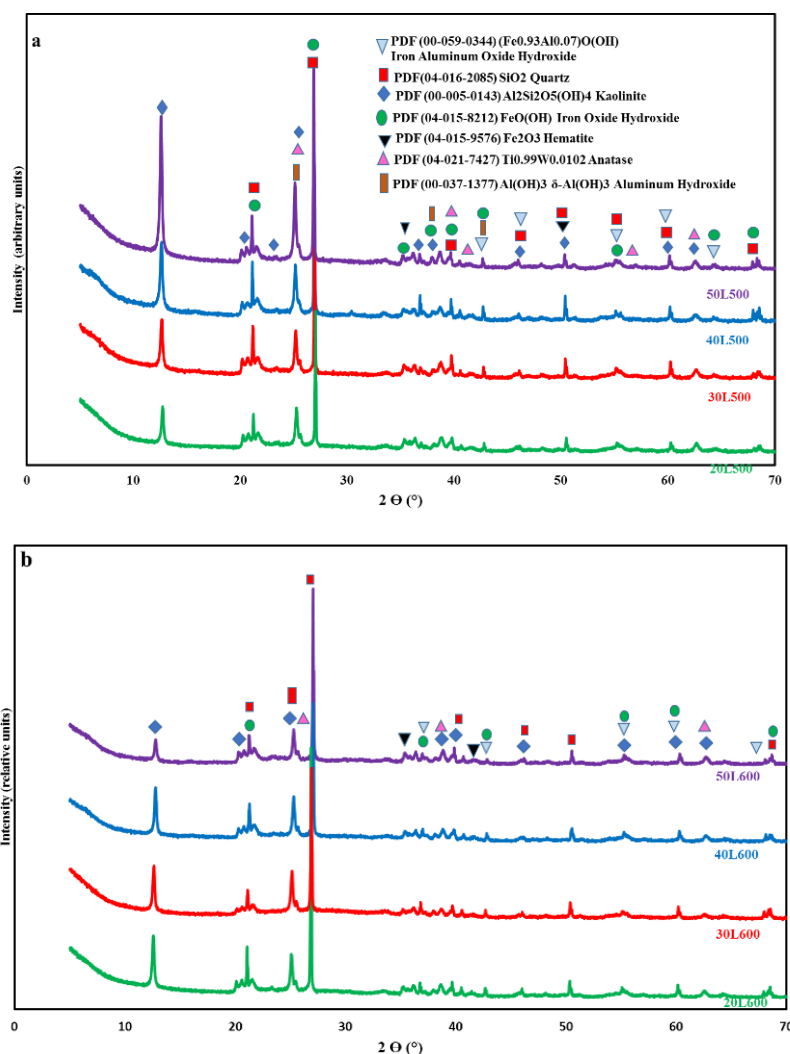 a
PDF (00-059-0344) (Fe0.93Al0.07)O(OH)
Iron Aluminum Oxide Hydroxide
PDF(04-016-2085) SiO2 Quartz
PDF (00-005-0143) Al2Si2O5(OH)4 Kaolinite
PDF (04-015-8212) FeO(OH) Iron Oxide Hydroxide
PDF (04-015-9576) Fe2O3 Hematite
PDF (04-021-7427) Ti0.99W0.0102 Anatase
PDF (00-037-1377) Al(OH)3 δ-Al(OH)3 Aluminum Hydroxide
Intensity (arbitrary units)
50L500
40L500
30L500
20L500
0 10 20 30 40 50 60 70
2 ϴ (°)
b
Intensity (relative units)
50L600
40L600
30L600
20L600
0 10 20 30 40 50 60 70
2 ϴ (°)